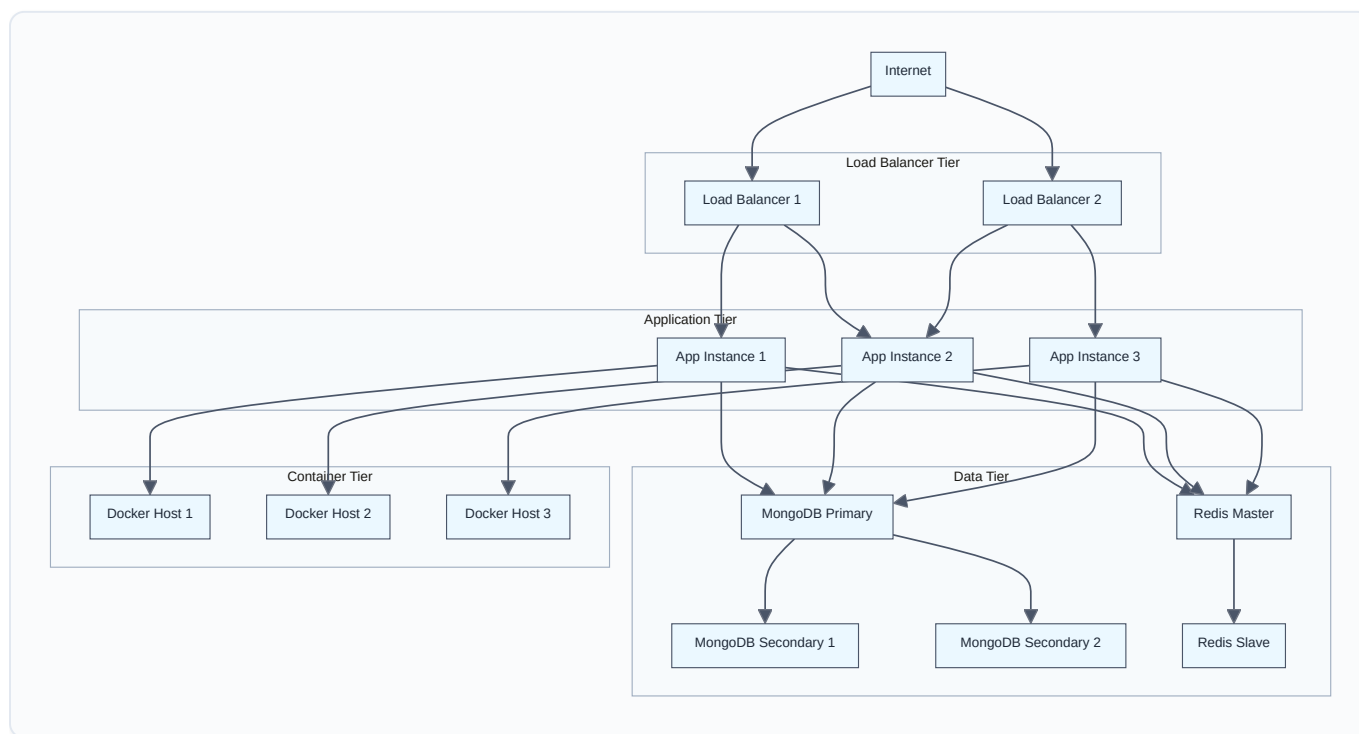 Internet
Load Balancer Tier
Load Balancer 1
Load Balancer 2
Application Tier
App Instance 1
App Instance 2
App Instance 3
Container Tier
Docker Host 1
Docker Host 2
Docker Host 3
Data Tier
MongoDB Primary
Redis Master
MongoDB Secondary 1
MongoDB Secondary 2
Redis Slave